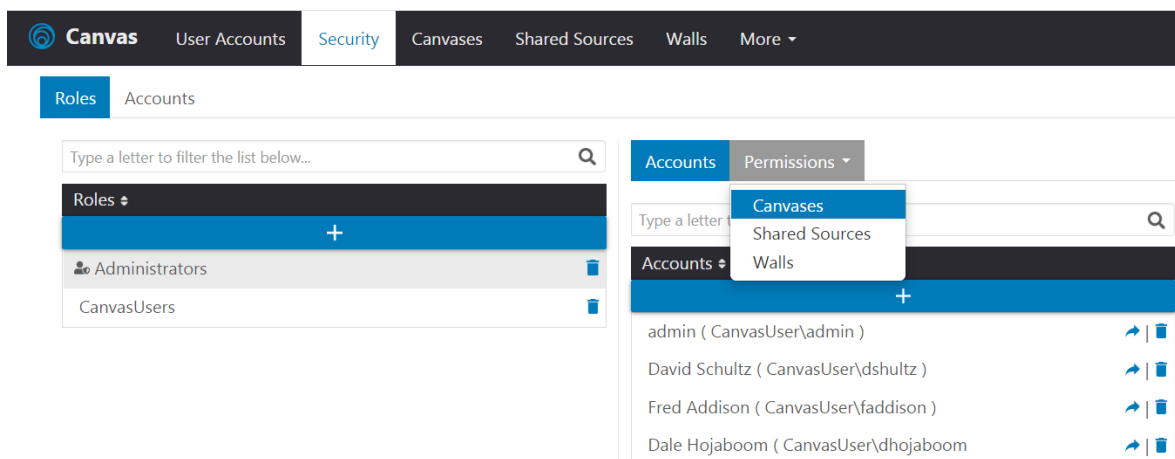 Canvas User Accounts Security Canvases Shared Sources Walls More
Roles Accounts
Type a letter to filter the list below...
Roles
+
Administrators
CanvasUsers
Accounts Permissions
Canvases
Shared Sources
Walls
Type a letter
Accounts
+
admin ( CanvasUser\admin )
David Schultz ( CanvasUser\dshultz )
Fred Addison ( CanvasUser\faddison )
Dale Hojaboom ( CanvasUser\dhojaboom